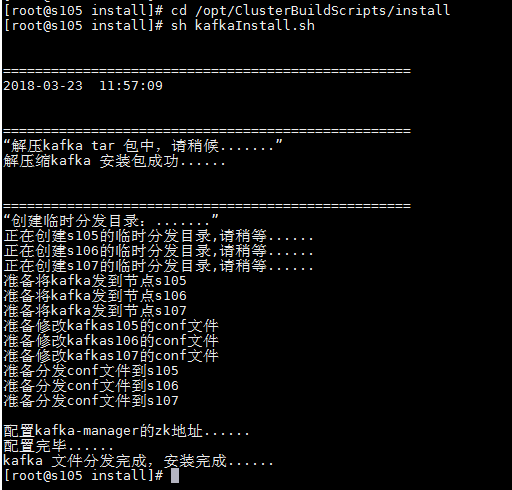 [root@s105 install]# cd /opt/ClusterBuildScripts/install
[root@s105 install]# sh kafkaInstall.sh
====================================================
2018-03-23  11:57:09
====================================================
“解压kafka tar 包中，请稍候.......”
解压缩kafka 安装包成功......
====================================================
“创建临时分发目录：.......”
正在创建s105的临时分发目录,请稍等......
正在创建s106的临时分发目录,请稍等......
正在创建s107的临时分发目录,请稍等......
准备将kafka发到节点s105
准备将kafka发到节点s106
准备将kafka发到节点s107
准备修改kafkas105的conf文件
准备修改kafkas106的conf文件
准备修改kafkas107的conf文件
准备分发conf文件到s105
准备分发conf文件到s106
准备分发conf文件到s107
配置kafka-manager的zk地址......
配置完毕......
kafka 文件分发完成，安装完成......
[root@s105 install]#